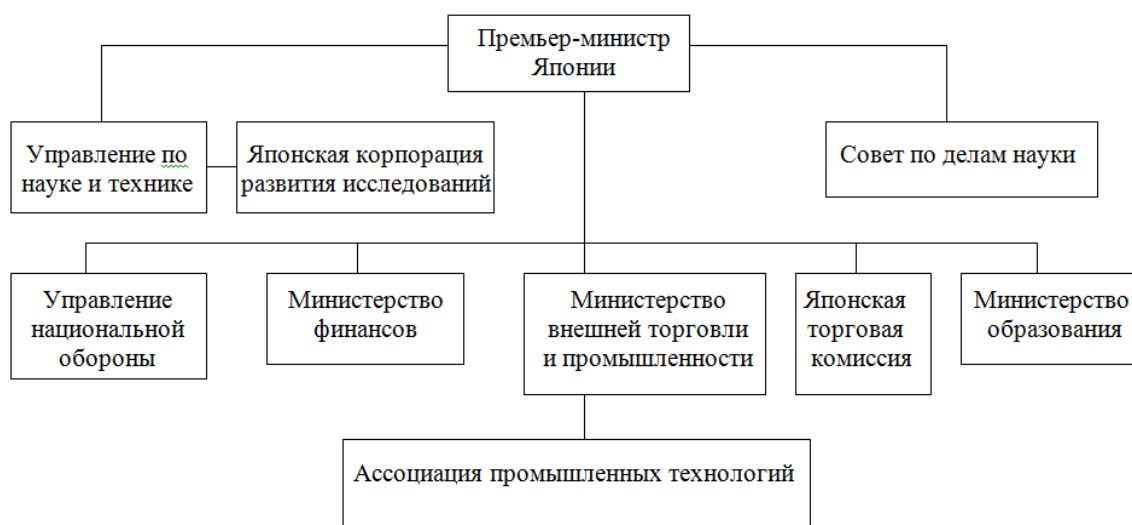 Премьер-министр
Японии
Управление по
науке и технике
Японская корпорация
развития исследований
Совет по делам науки
Управление
национальной
обороны
Министерство
финансов
Министерство
внешней торговли
и промышленности
Японская
торговая
комиссия
Министерство
образования
Ассоциация промышленных технологий